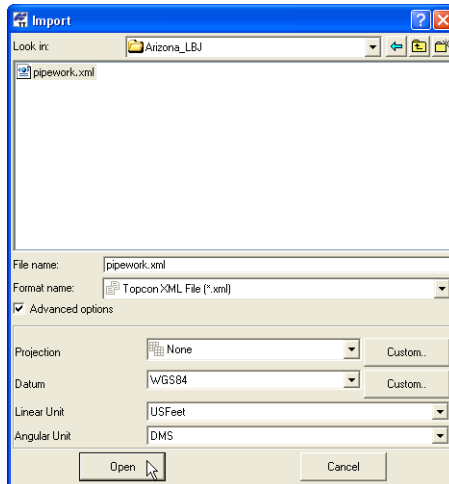 Import
Look in: Arizona_LBJ
pipework.xml
File name: pipework.xml
Format name: Topcon XML File (*.xml)
Advanced options
Projection None Custom..
Datum WGS84 Custom..
Linear Unit USFeet
Angular Unit DMS
Open Cancel